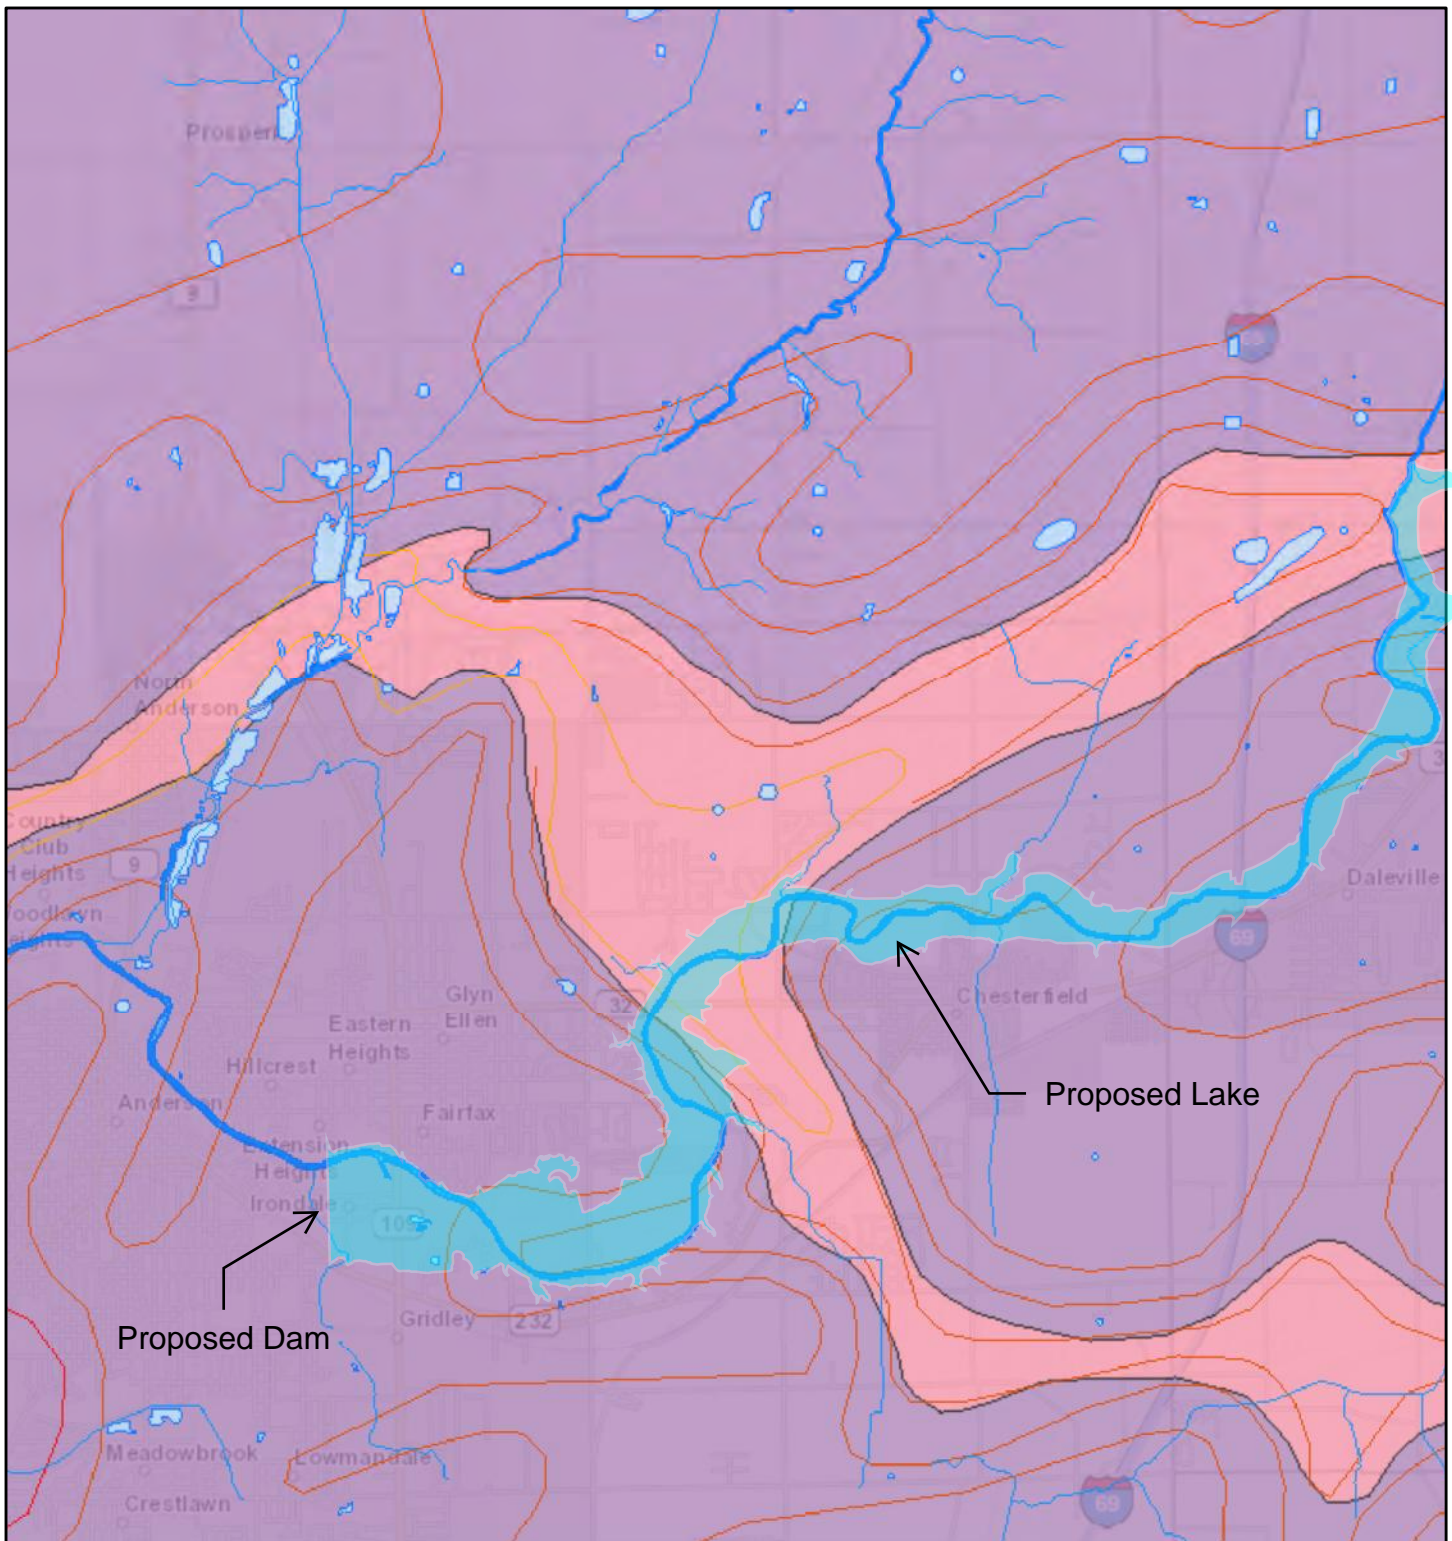 Prosperity
9
North
Anderson
Country
Club
Heights
9
Woodlawn
Heights
3
Daleville
69
Glyn
Ellen
32
Chesterfield
Eastern
Heights
Hillcrest
Proposed Lake
Anderson
Fairfax
Extension
Heights
Irondale
109
Gridley
232
Proposed Dam
Meadowbrook
Lowmandale
Crestlawn
69